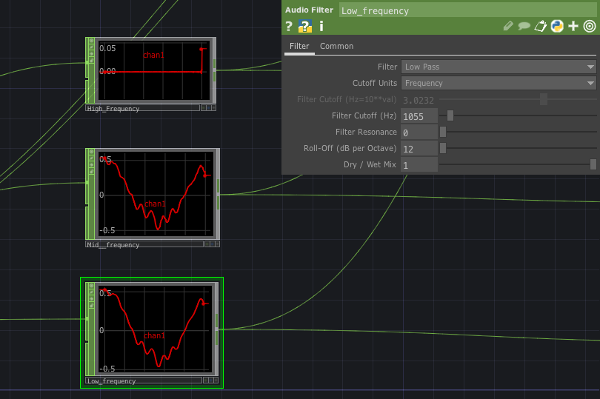 Audio Filter Low_frequency
? ? i
Filter Common
Filter Low Pass
Cutoff Units Frequency
Filter Cutoff (Hz=10**val) 3.0232
Filter Cutoff (Hz) 1055
Filter Resonance 0
Roll-Off (dB per Octave) 12
Dry / Wet Mix 1
0.05
chan1
0.00
High_Frequency
0.5
0
chan1
-0.5
Mid__frequency
0.5
0
chan1
-0.5
Low_frequency